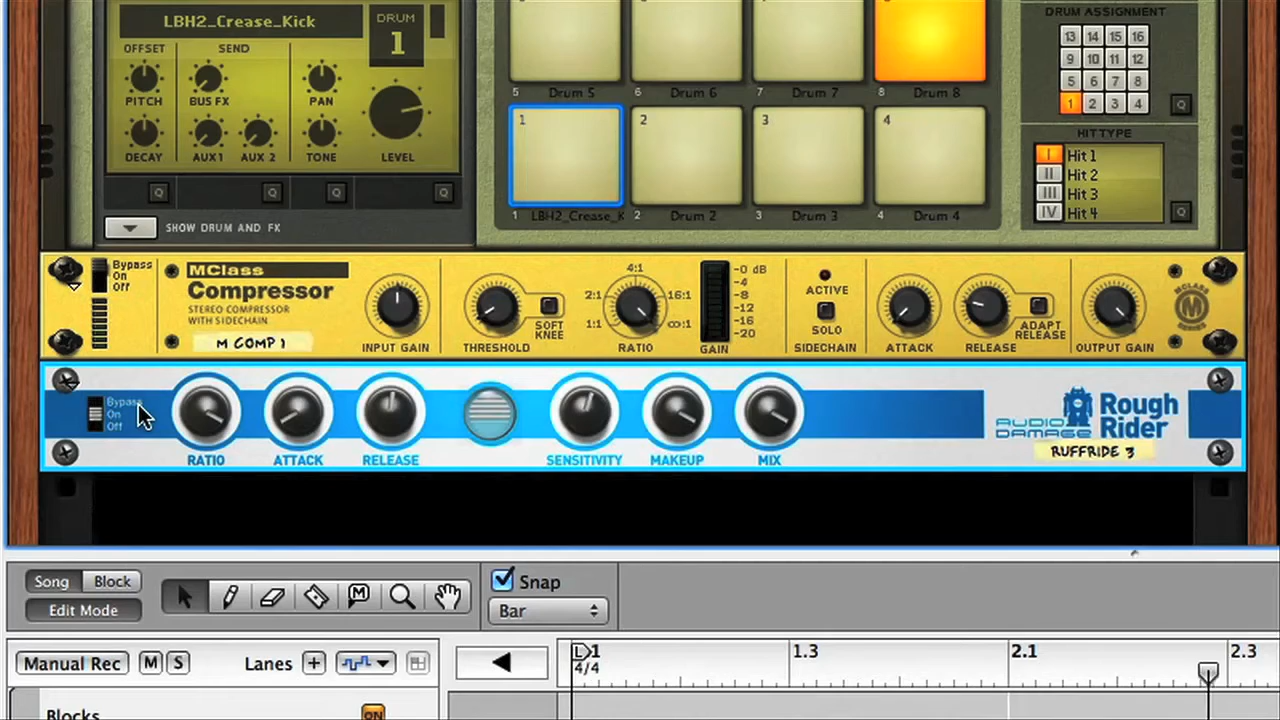 LBH2_Crease_Kick
DRUM
1
OFFSET
SEND
PITCH
BUS FX
PAN
DECAY
AUX1
AUX 2
TONE
LEVEL
Q
Q
Q
Q
SHOW DRUM AND FX
5 Drum 5
6 Drum 6
7 Drum 7
8 Drum 8
1
2
3
4
1 LBH2_Crease_K
2 Drum 2
3 Drum 3
4 Drum 4
DRUM ASSIGNMENT
13 14 15 16
9 10 11 12
5 6 7 8
1 2 3 4
Q
HIT TYPE
I Hit 1
II Hit 2
III Hit 3
IV Hit 4
Q
Bypass
On
Off
MClass
Compressor
STEREO COMPRESSOR
WITH SIDECHAIN
M COMP 1
INPUT GAIN
THRESHOLD
SOFT
KNEE
4:1
2:1
16:1
1:1
∞:1
RATIO
-0 dB
-4
-8
-12
-16
-20
GAIN
ACTIVE
SOLO
SIDECHAIN
ATTACK
RELEASE
ADAPT
RELEASE
OUTPUT GAIN
MCLASS
M
SERIES
Bypass
On
Off
RATIO
ATTACK
RELEASE
SENSITIVITY
MAKEUP
MIX
AUDIO
DAMAGE
Rough
Rider
RUFFRIDE 3
Song
Block
Edit Mode
M
Snap
Bar
Manual Rec
M
S
Lanes
+
L
1
1.3
2.1
2.3
4/4
Blocks
ON